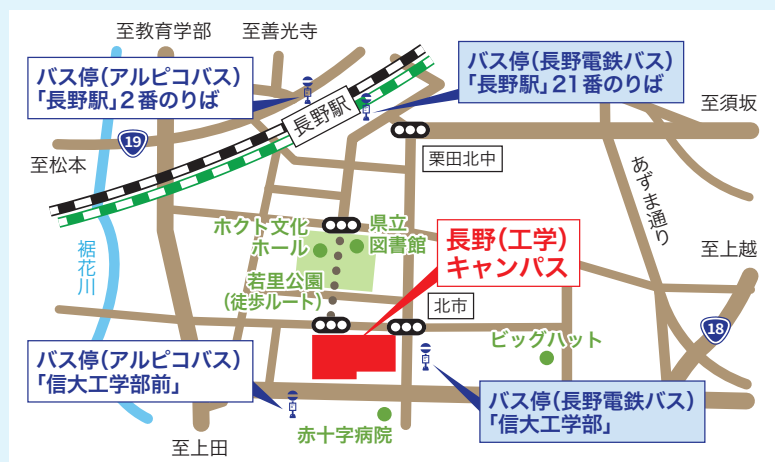 至教育学部
至善光寺
バス停(アルピコバス)
「長野駅」2番のりば
バス停(長野電鉄バス)
「長野駅」21番のりば
至須坂
19
長野駅
至松本
栗田北中
あずま通り
ホクト文化
ホール
県立
図書館
長野(工学)
キャンパス
至上越
裾花川
若里公園
(徒歩ルート)
北市
18
ビッグハット
バス停(アルピコバス)
「信大工学部前」
バス停(長野電鉄バス)
「信大工学部」
赤十字病院
至上田